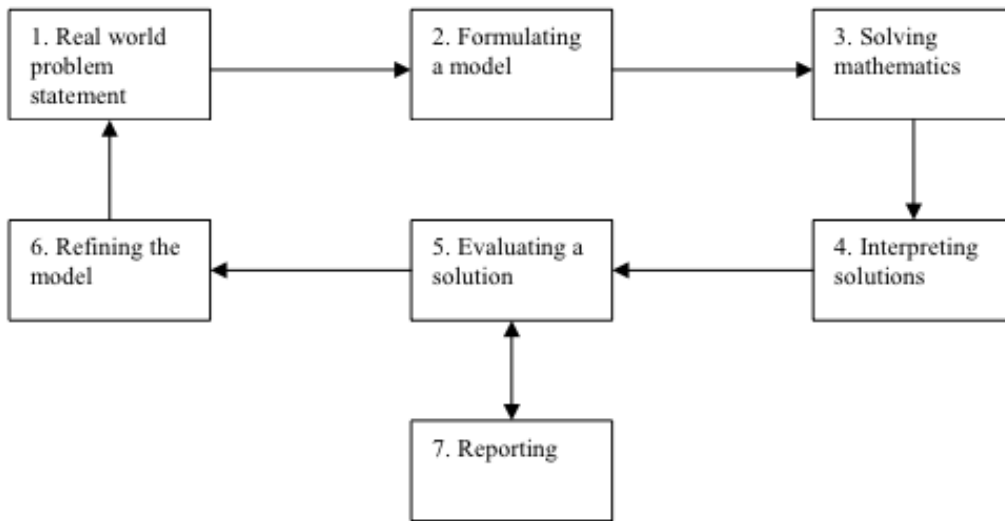 1. Real world
problem
statement
2. Formulating
a model
3. Solving
mathematics
6. Refining the
model
5. Evaluating a
solution
4. Interpreting
solutions
7. Reporting